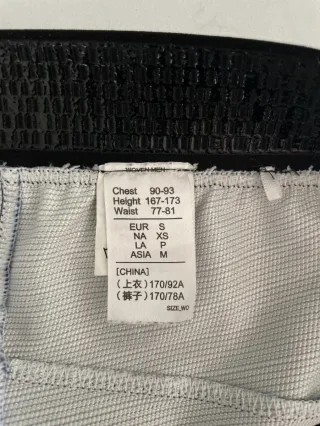 WOVEN-MEN
Chest 90-93
Height 167-173
Waist 77-81
EUR S
NA XS
LA P
ASIA M
[CHINA]
(上衣)170/92A
(裤子)170/78A
SIZE_WO